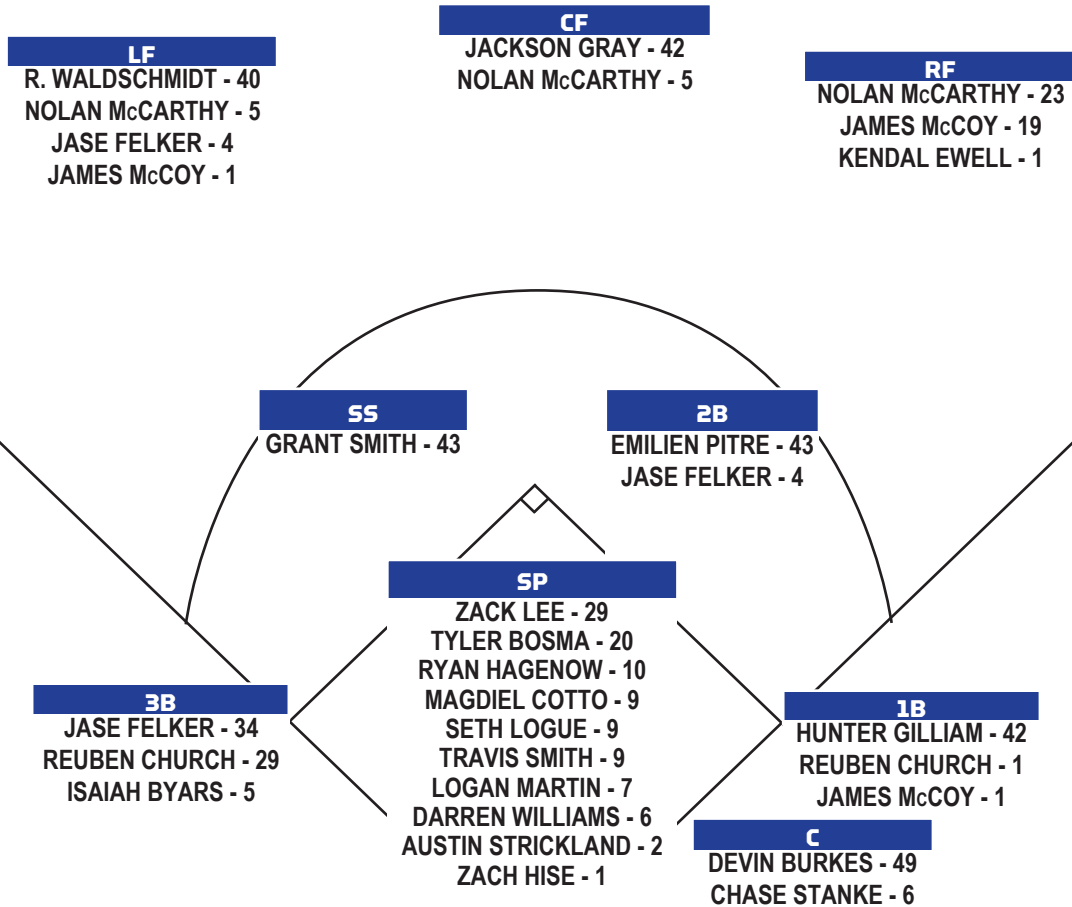 CF
JACKSON GRAY - 42
NOLAN McCARTHY - 5
LF
R. WALDSCHMIDT - 40
NOLAN McCARTHY - 5
JASE FELKER - 4
JAMES McCOY - 1
RF
NOLAN McCARTHY - 23
JAMES McCOY - 19
KENDAL EWELL - 1
SS
GRANT SMITH - 43
2B
EMILIEN PITRE - 43
JASE FELKER - 4
SP
ZACK LEE - 29
TYLER BOSMA - 20
RYAN HAGENOW - 10
MAGDIEL COTTO - 9
SETH LOGUE - 9
TRAVIS SMITH - 9
LOGAN MARTIN - 7
DARREN WILLIAMS - 6
AUSTIN STRICKLAND - 2
ZACH HISE - 1
3B
JASE FELKER - 34
REUBEN CHURCH - 29
ISAIAH BYARS - 5
1B
HUNTER GILLIAM - 42
REUBEN CHURCH - 1
JAMES McCOY - 1
C
DEVIN BURKES - 49
CHASE STANKE - 6